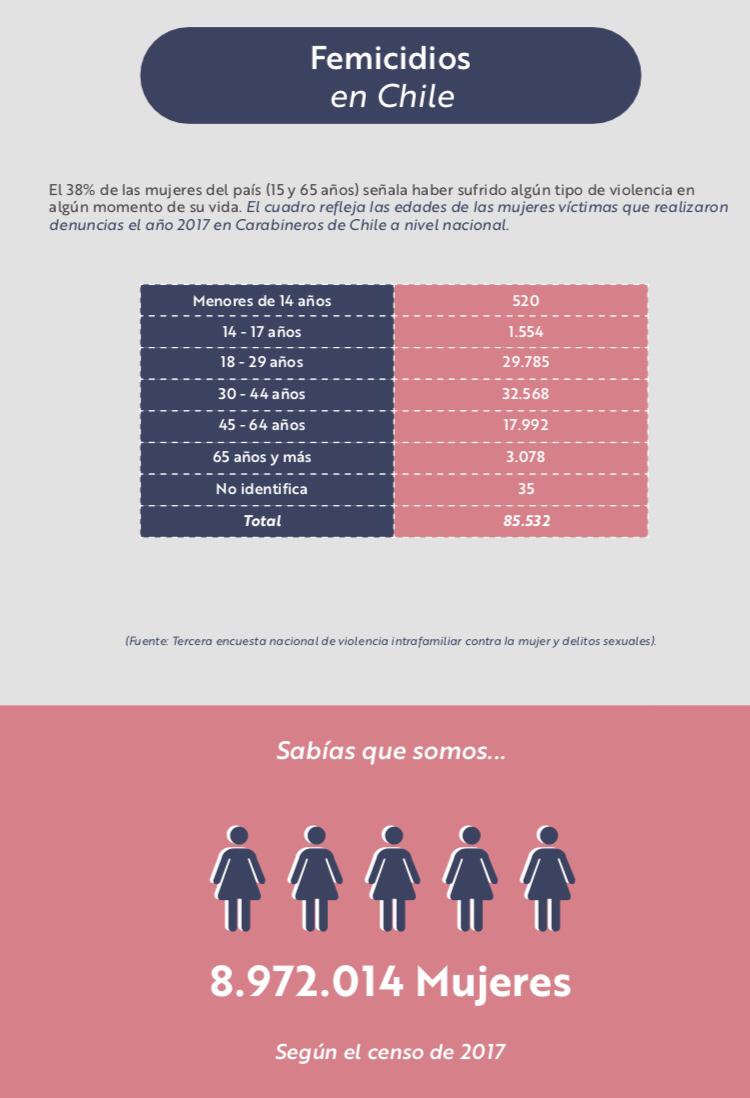 Femicidios
en Chile
El 38% de las mujeres del país (15 y 65 años) señala haber sufrido algún tipo de violencia en
algún momento de su vida. El cuadro refleja las edades de las mujeres víctimas que realizaron
denuncias el año 2017 en Carabineros de Chile a nivel nacional.
Menores de 14 años 520
14 - 17 años 1.554
18 - 29 años 29.785
30 - 44 años 32.568
45 - 64 años 17.992
65 años y más 3.078
No identifica 35
Total 85.532
(Fuente: Tercera encuesta nacional de violencia intrafamiliar contra la mujer y delitos sexuales).
Sabías que somos...
8.972.014 Mujeres
Según el censo de 2017